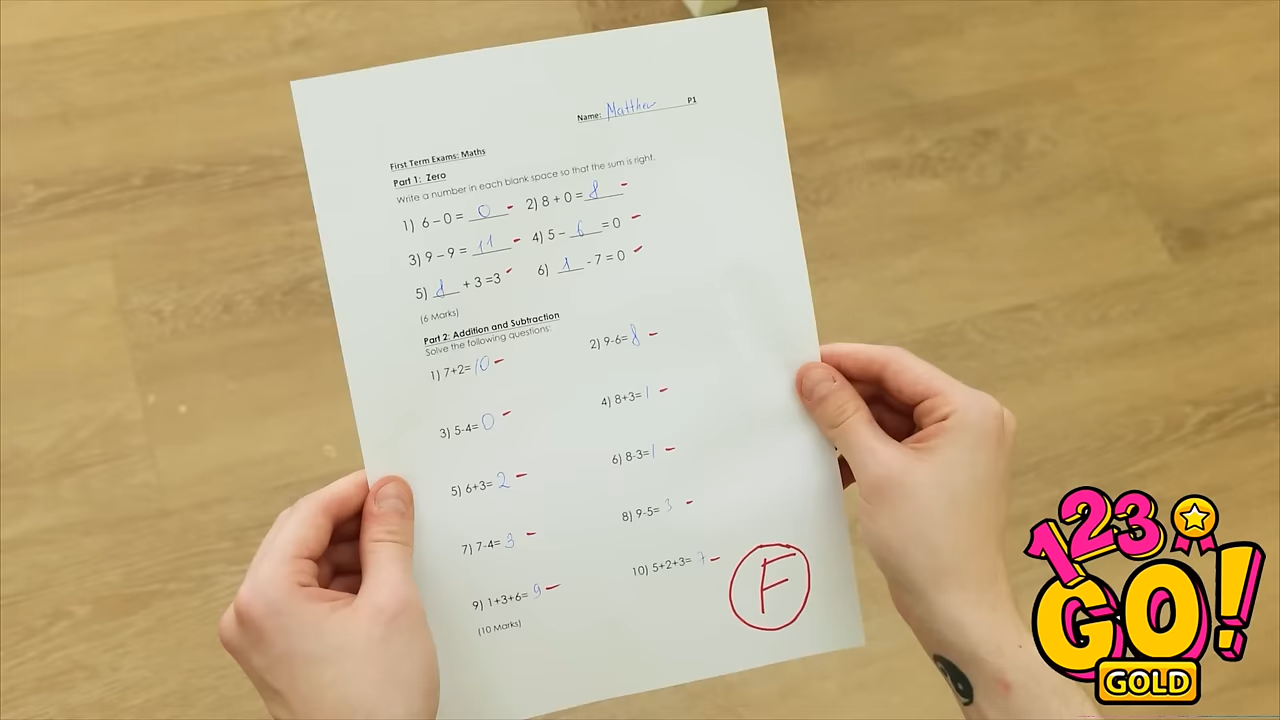 Name: Matthew P1
First Term Exams: Maths
Part 1: Zero
Write a number in each blank space so that the sum is right.
1) 6 – 0 = 0 - 2) 8 + 0 = 8 -
3) 9 – 9 = 11 - 4) 5 – 6 = 0 -
5) 8 + 3 =3 - 6) 1 - 7 = 0 -
(6 Marks)
Part 2: Addition and Subtraction
Solve the following questions:
1) 7+2= 10 - 2) 9-6= 8 -
3) 5-4= 0 - 4) 8+3= 1 -
5) 6+3= 2 - 6) 8-3= 1 -
7) 7-4= 3 - 8) 9-5= 3 -
9) 1+3+6= 9 - 10) 5+2+3= 7 -
(10 Marks)
F
123
GO!
GOLD